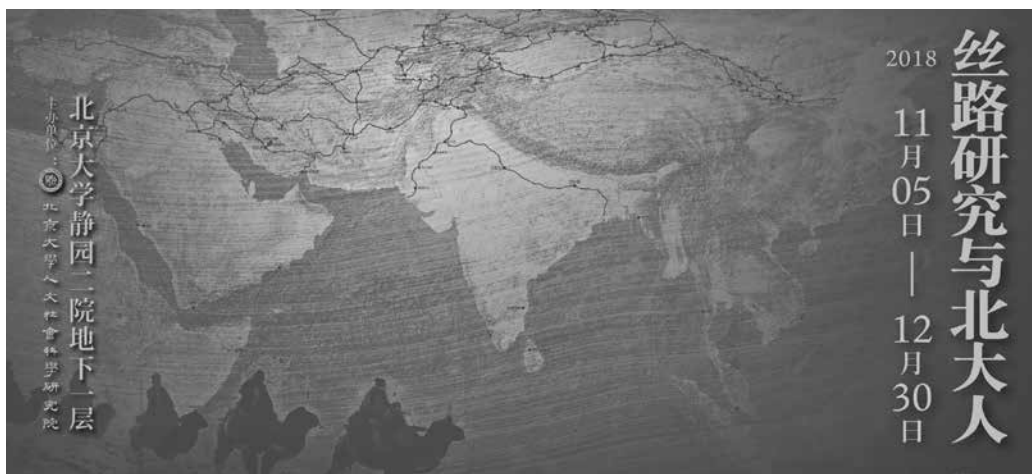 丝路研究与北大人
2018
11月05日—12月30日
北京大学静园二院地下一层
主办单位：北京大學人文社會科學研究院